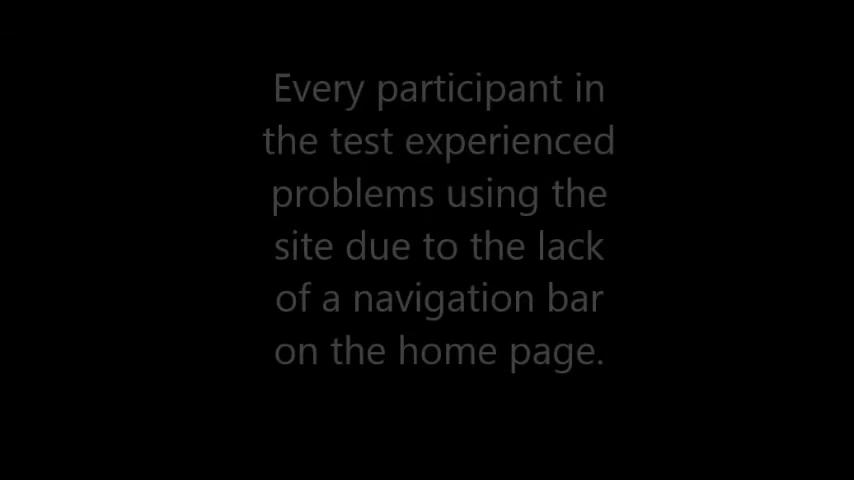 Every participant in
the test experienced
problems using the
site due to the lack
of a navigation bar
on the home page.